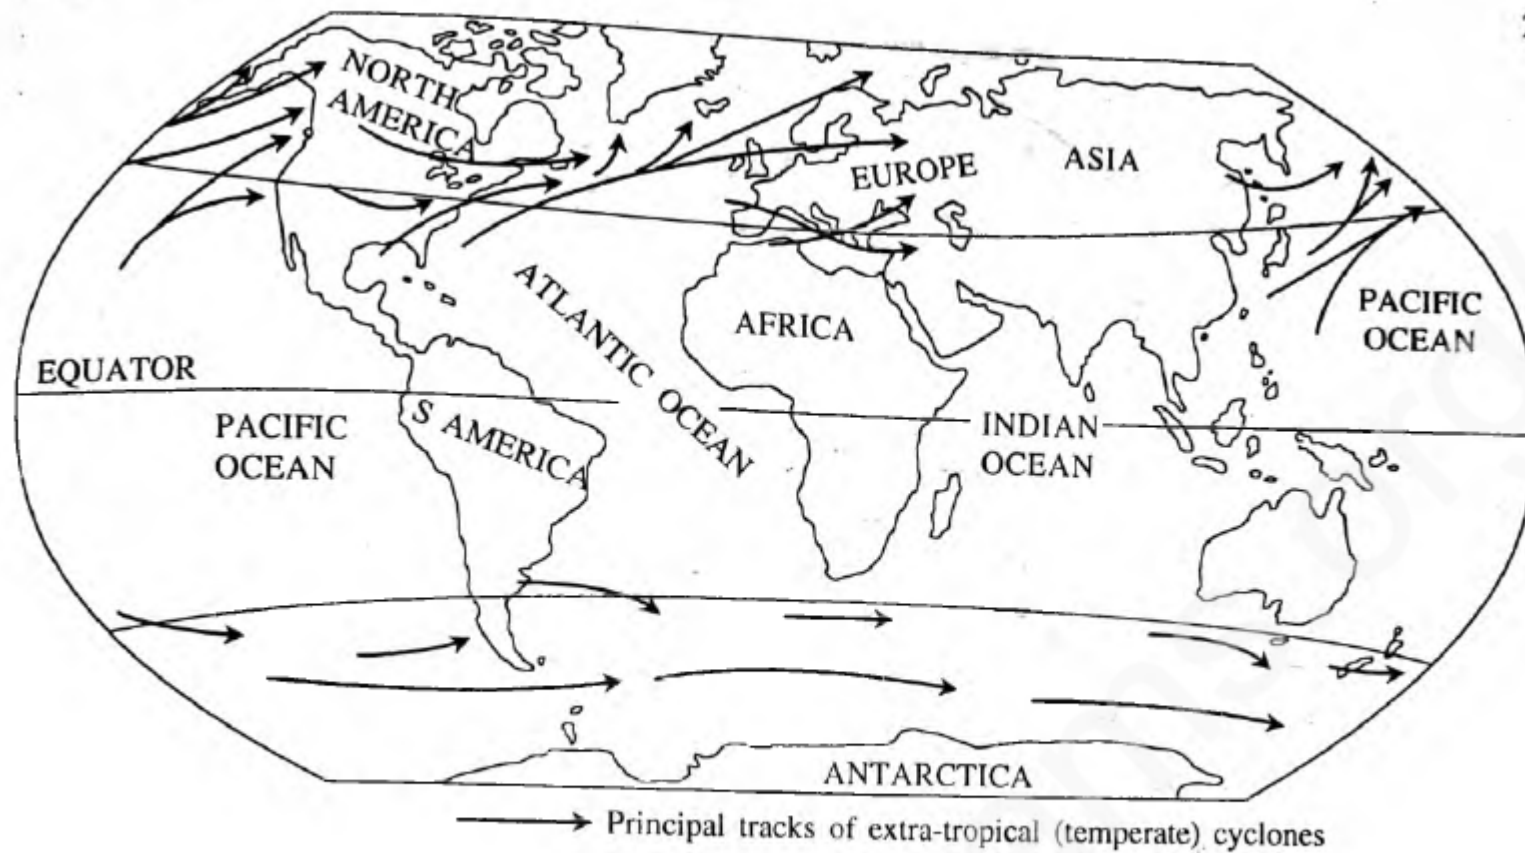 NORTH
AMERICA
ASIA
EUROPE
ATLANTIC OCEAN
AFRICA
PACIFIC
OCEAN
EQUATOR
PACIFIC
OCEAN
S AMERICA
INDIAN
OCEAN
ANTARCTICA
Principal tracks of extra-tropical (temperate) cyclones